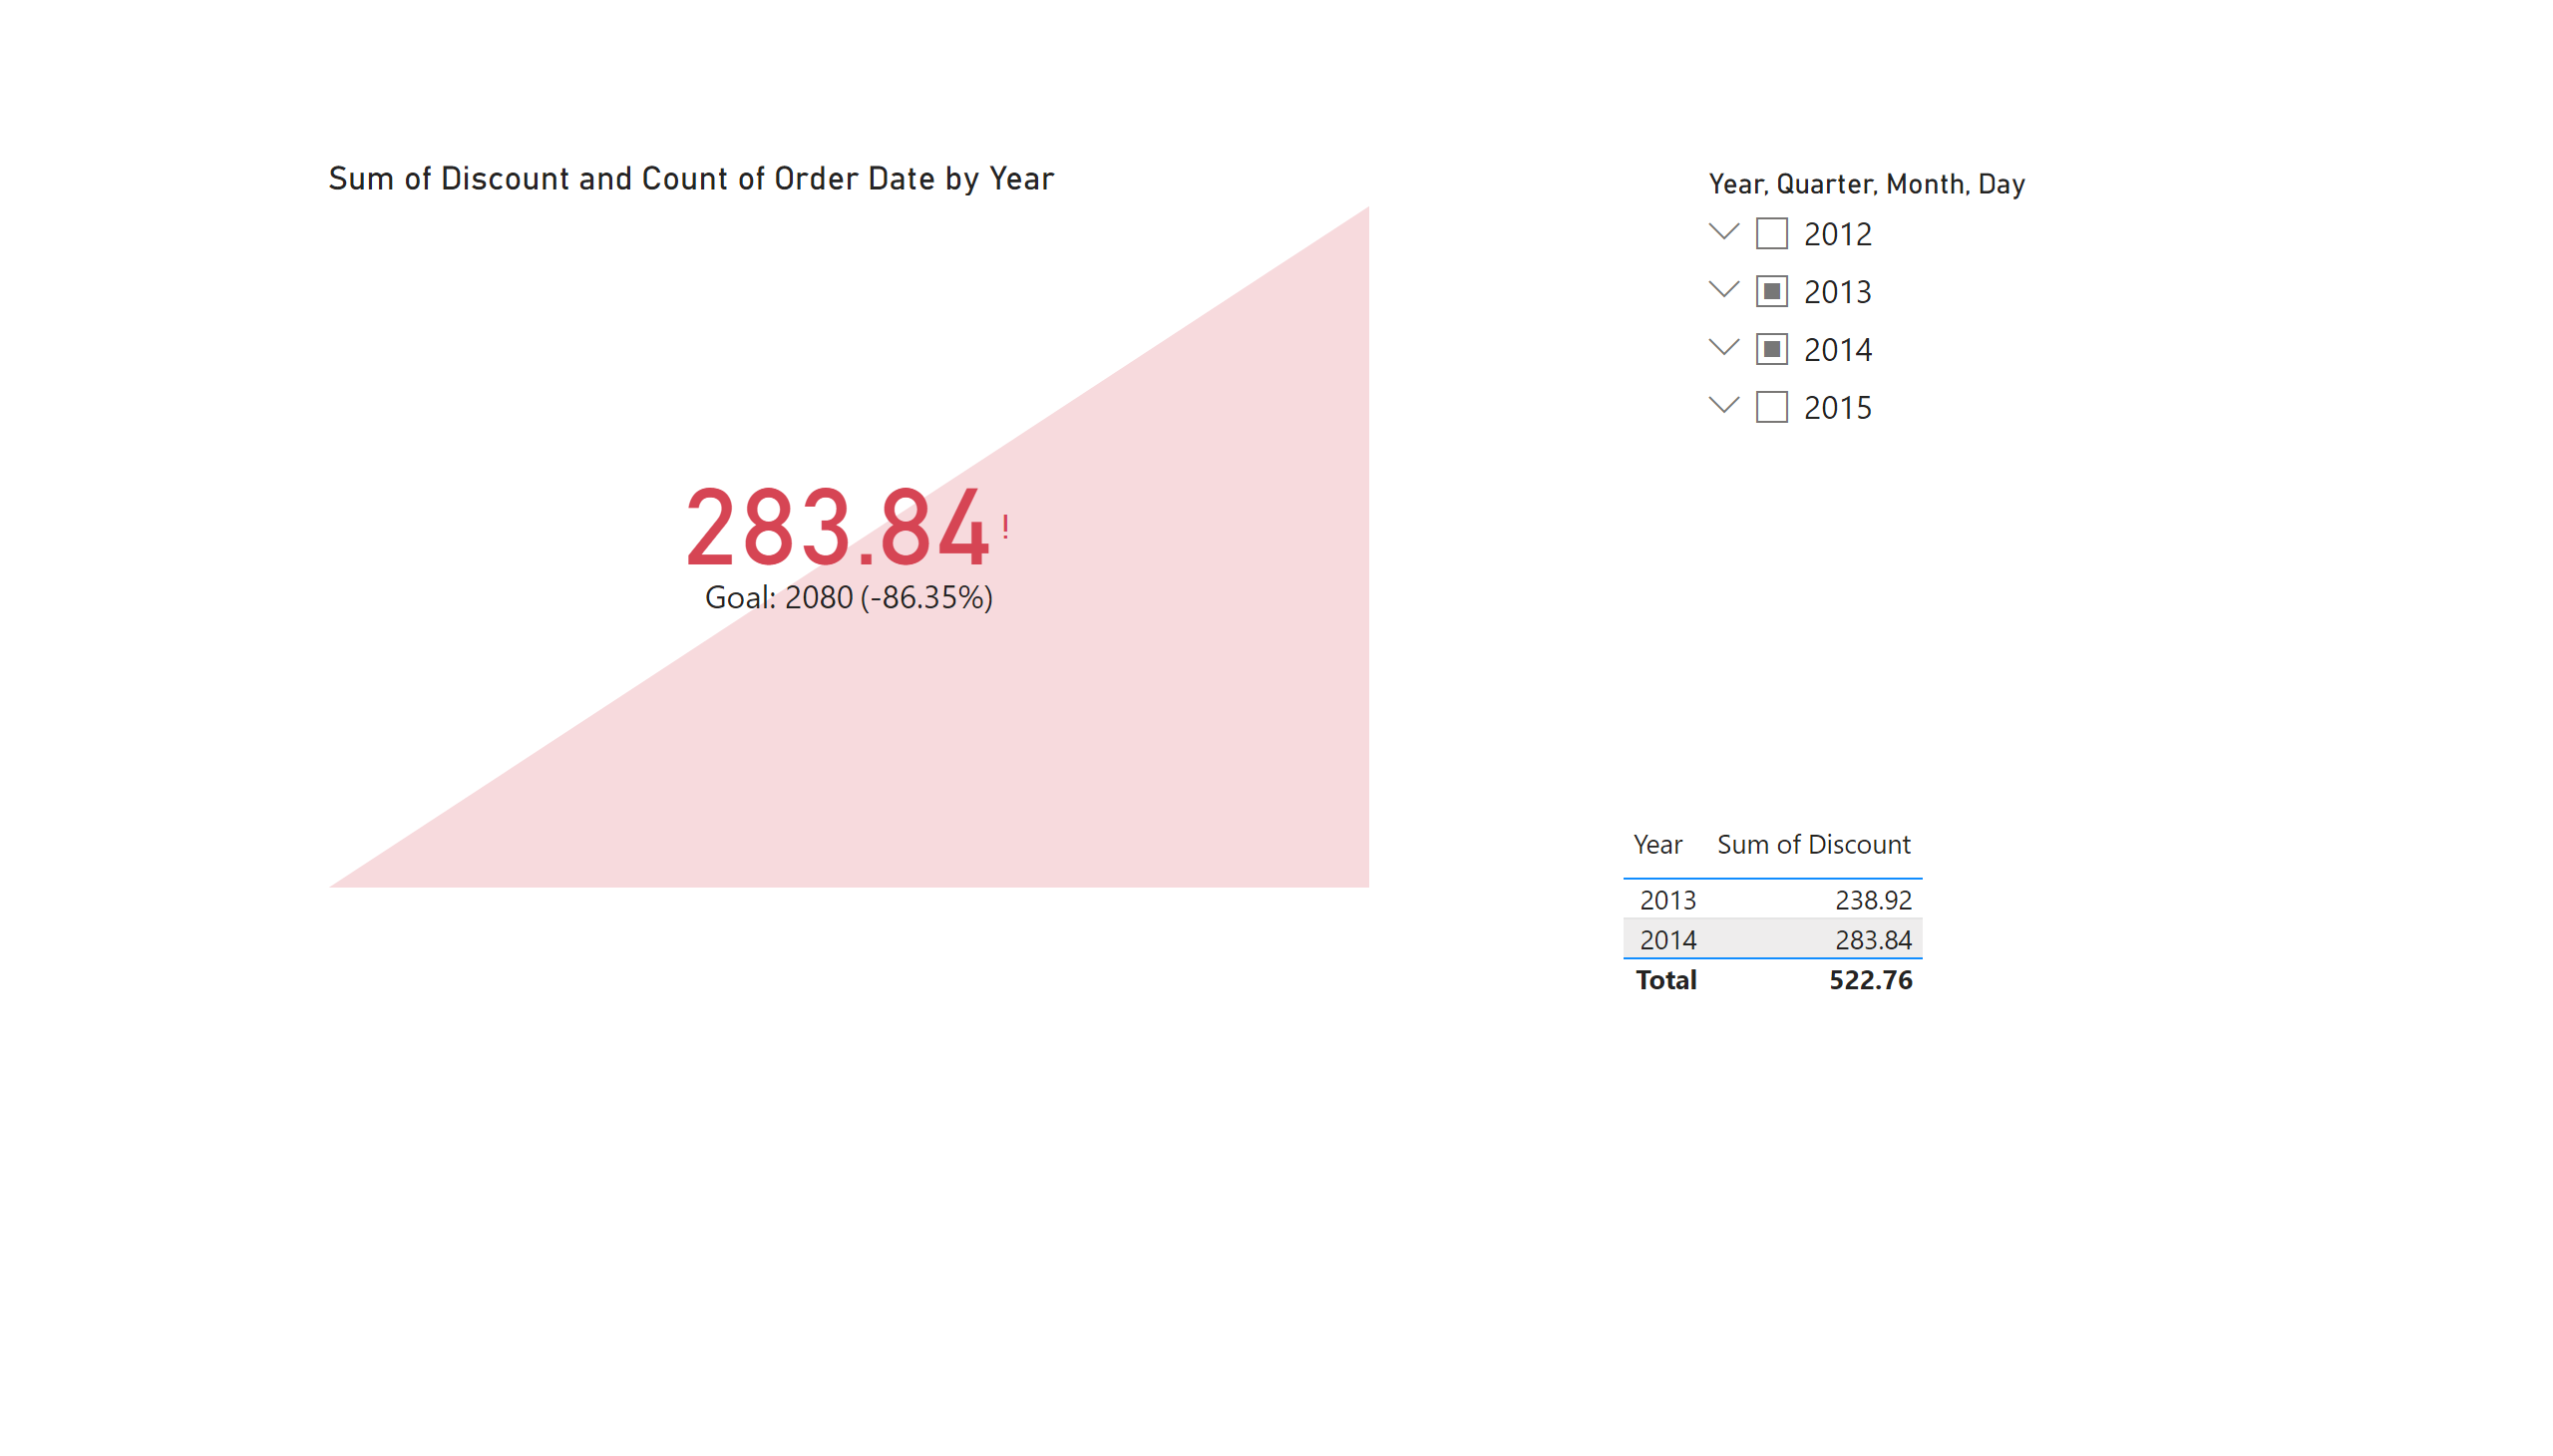 Sum of Discount and Count of Order Date by Year
283.84!
Goal: 2080 (-86.35%)
Year, Quarter, Month, Day
2012
2013
2014
2015
Year Sum of Discount
2013 238.92
2014 283.84
Total 522.76